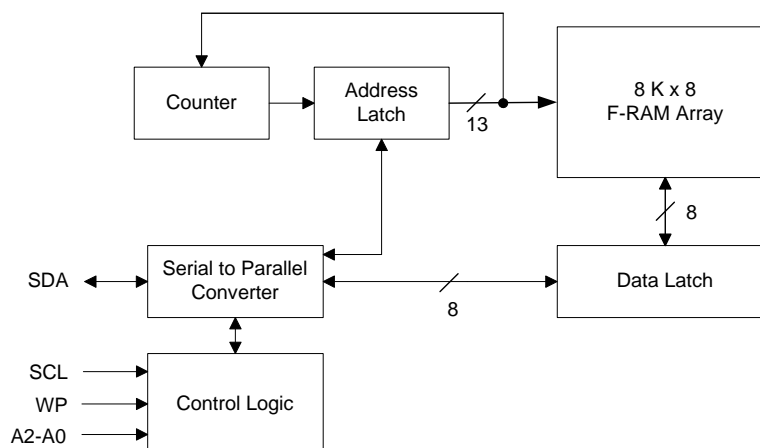 Counter
Address
Latch
13
8 K x 8
F-RAM Array
8
SDA
Serial to Parallel
Converter
8
Data Latch
SCL
WP
A2-A0
Control Logic